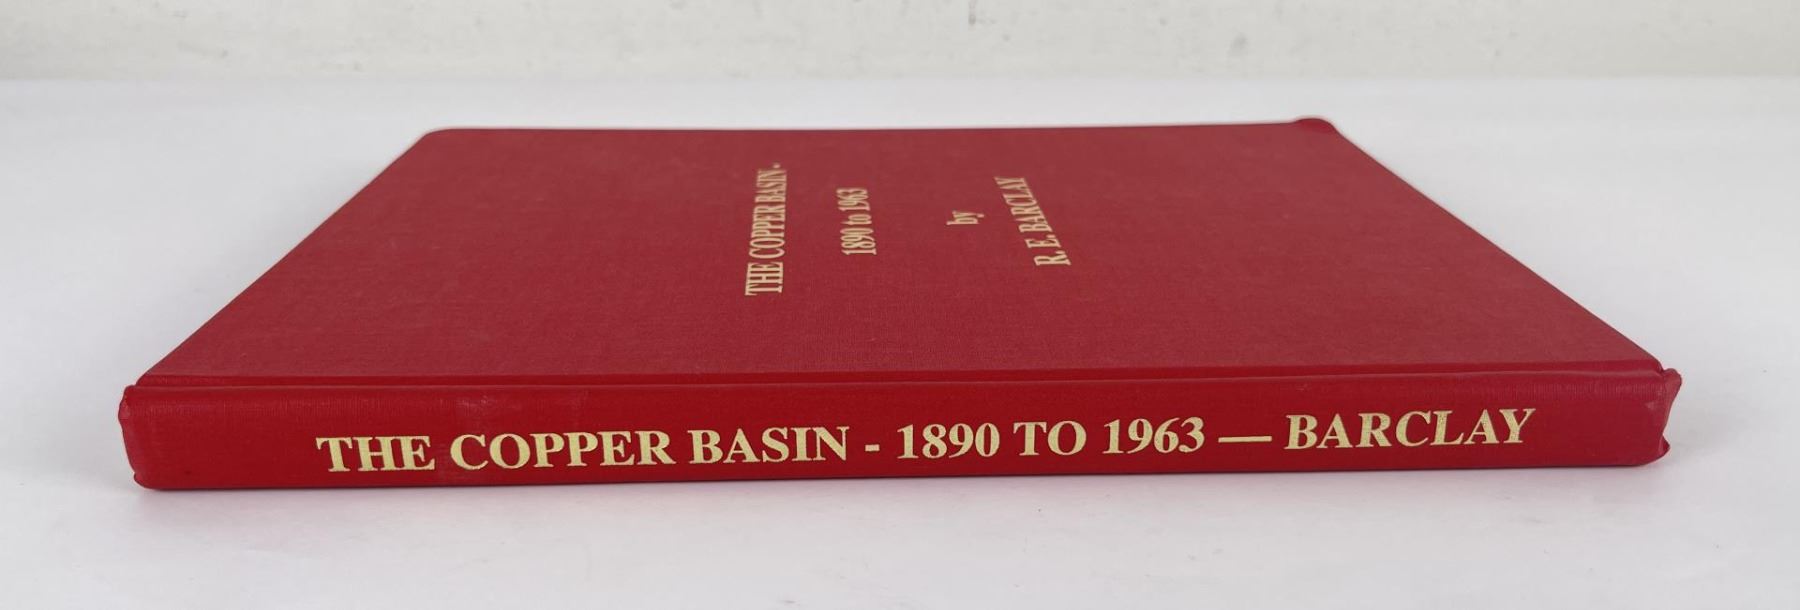 THE COPPER BASIN -
1890 to 1963
by
R. E. BARCLAY
THE COPPER BASIN - 1890 TO 1963 — BARCLAY